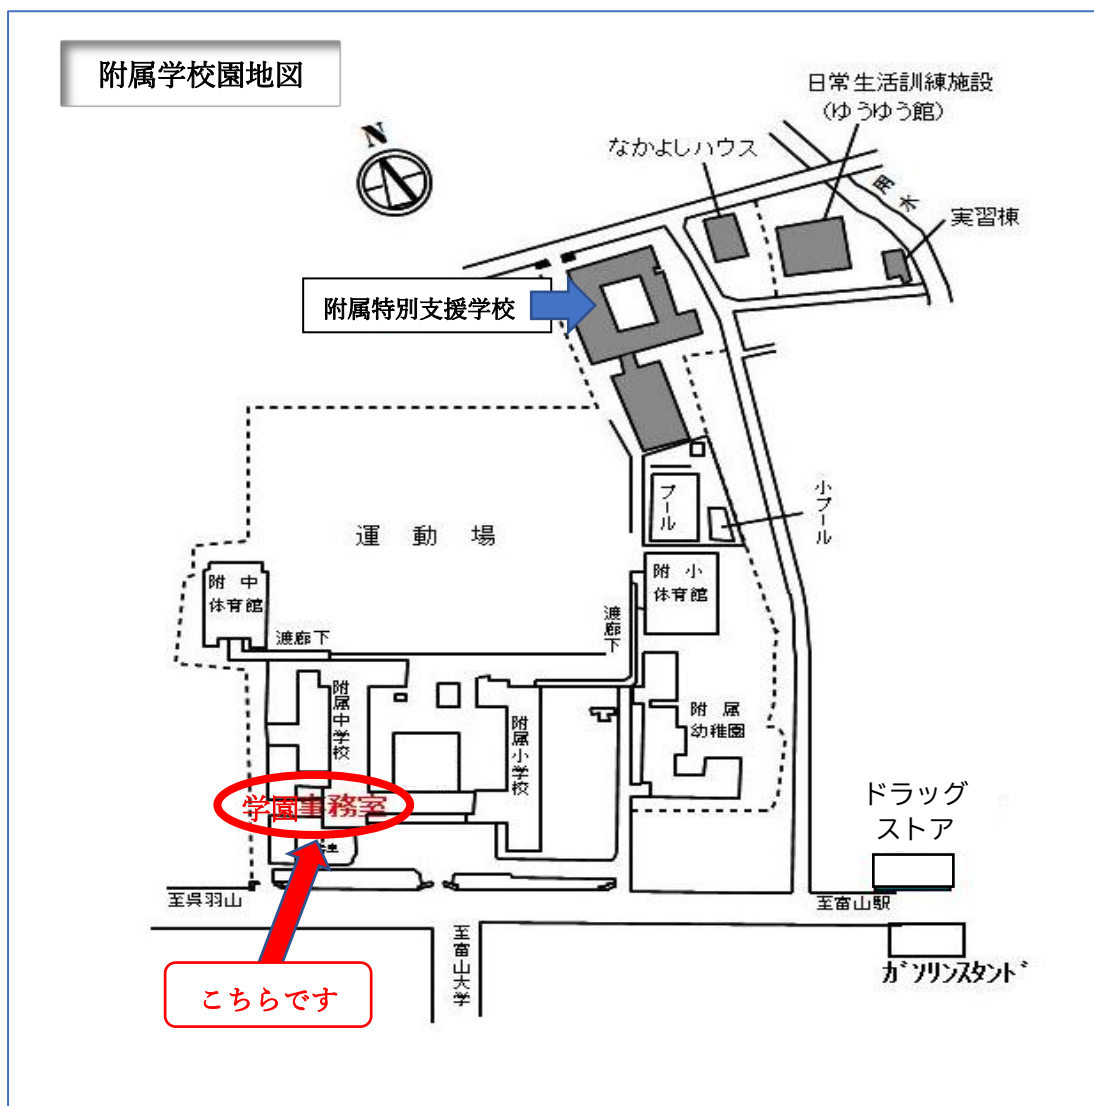 附属学校園地図
N
日常生活訓練施設
(ゆうゆう館)
なかよしハウス
用水
実習棟
附属特別支援学校
プール
小プール
運動場
附中
体育館
附小
体育館
渡廊下
渡廊下
附属中学校
附属小学校
附属
幼稚園
学園事務室
ドラッグ
ストア
至呉羽山
至富山駅
至富山大学
ガソリンスタンド
こちらです